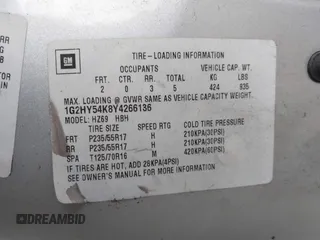 GM
TIRE-LOADING INFORMATION
OCCUPANTS VEHICLE CAP. WT.
FRT CTR RR TOTAL KG LBS
2 0 3 5 424 935
MAX. LOADING @ GVWR SAME AS VEHICLE CAPACITY WEIGHT
1G2HY54K8Y4266136
MODEL: HZ69 HBH
TIRE SIZE SPEED RTG COLD TIRE PRESSURE
FRT P235/55R17 H 210KPA(30PSI)
RR P235/55R17 H 210KPA(30PSI)
SPA T125/70R16 M 420KPA(60PSI)
IF TIRES ARE HOT, ADD 28KPA(4PSI)
SEE OWNER'S MANUAL FOR MORE INFORMATION
DREAMBID